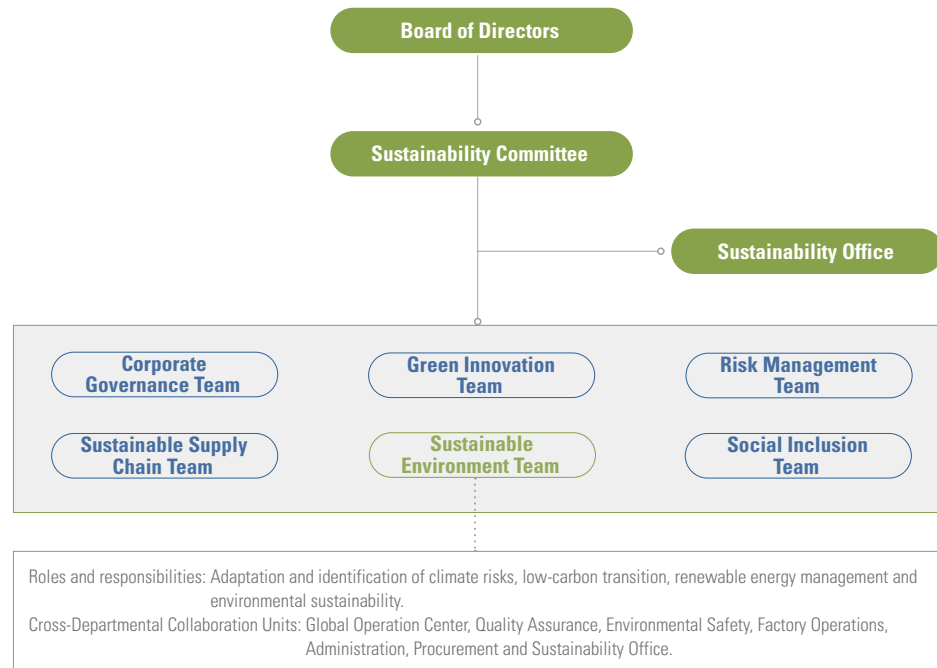 Board of Directors
Sustainability Committee
Sustainability Office
Corporate
Governance Team
Green Innovation
Team
Risk Management
Team
Sustainable Supply
Chain Team
Sustainable
Environment Team
Social Inclusion
Team
Roles and responsibilities: Adaptation and identification of climate risks, low-carbon transition, renewable energy management and
environmental sustainability.
Cross-Departmental Collaboration Units: Global Operation Center, Quality Assurance, Environmental Safety, Factory Operations,
Administration, Procurement and Sustainability Office.